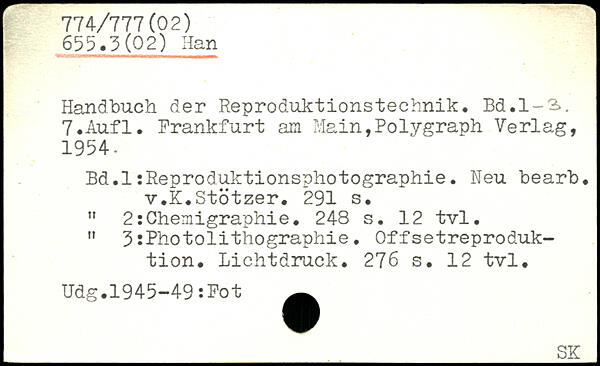 774/777(02)
655.3(02) Han
Handbuch der Reproduktionstechnik. Bd.1-3.
7.Aufl. Frankfurt am Main,Polygraph Verlag,
1954.
Bd.1:Reproduktionsphotographie. Neu bearb.
v.K.Stötzer. 291 s.
" 2:Chemigraphie. 248 s. 12 tvl.
" 3:Photolithographie. Offsetreproduk-
tion. Lichtdruck. 276 s. 12 tvl.
Udg.1945-49:Fot
SK